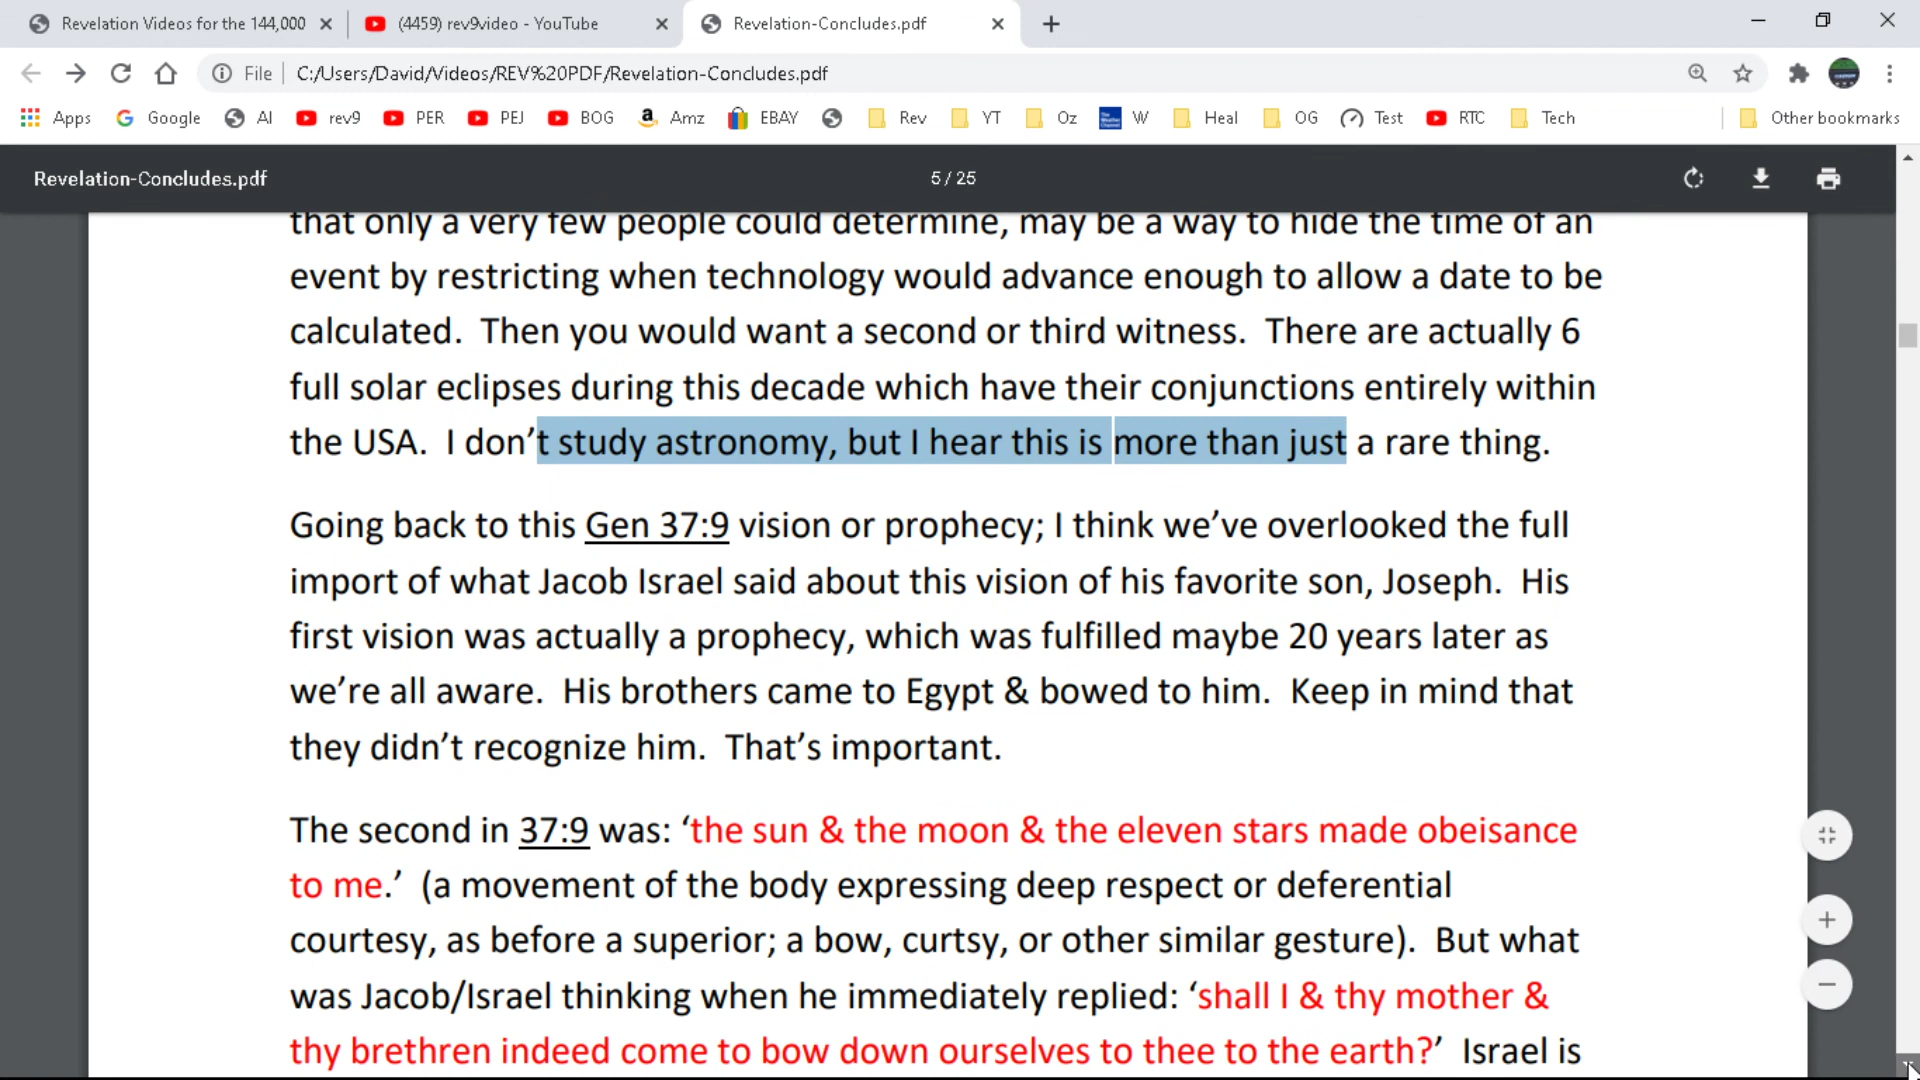 Revelation Videos for the 144,000
(4459) rev9video - YouTube
Revelation-Concludes.pdf
File
C:/Users/David/Videos/REV%20PDF/Revelation-Concludes.pdf
Apps
Google
AI
rev9
PER
PEJ
BOG
Amz
EBAY
Rev
YT
Oz
W
Heal
OG
Test
RTC
Tech
Other bookmarks
Revelation-Concludes.pdf
5 / 25
that only a very few people could determine, may be a way to hide the time of an
event by restricting when technology would advance enough to allow a date to be
calculated. Then you would want a second or third witness. There are actually 6
full solar eclipses during this decade which have their conjunctions entirely within
the USA. I don’t study astronomy, but I hear this is more than just a rare thing.
Going back to this Gen 37:9 vision or prophecy; I think we’ve overlooked the full
import of what Jacob Israel said about this vision of his favorite son, Joseph. His
first vision was actually a prophecy, which was fulfilled maybe 20 years later as
we’re all aware. His brothers came to Egypt & bowed to him. Keep in mind that
they didn’t recognize him. That’s important.
The second in 37:9 was: ‘the sun & the moon & the eleven stars made obeisance
to me.’ (a movement of the body expressing deep respect or deferential
courtesy, as before a superior; a bow, curtsy, or other similar gesture). But what
was Jacob/Israel thinking when he immediately replied: ‘shall I & thy mother &
thy brethren indeed come to bow down ourselves to thee to the earth?’ Israel is